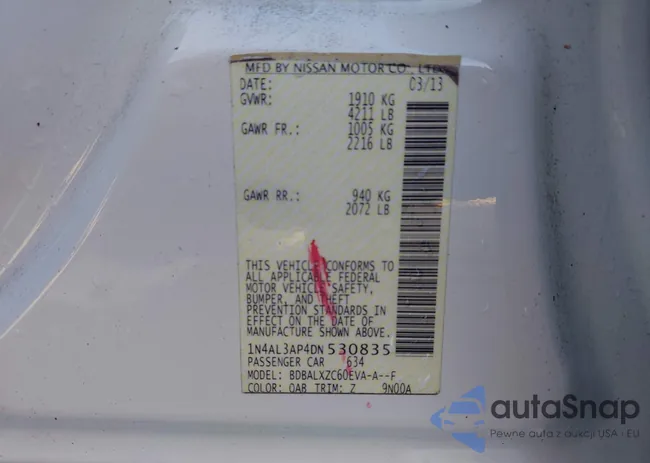 MFD BY NISSAN MOTOR CO., LTD.
DATE: 03/13
GVWR: 1910 KG
4211 LB
GAWR FR.: 1005 KG
2216 LB
GAWR RR.: 940 KG
2072 LB
THIS VEHICLE CONFORMS TO
ALL APPLICABLE FEDERAL
MOTOR VEHICLE SAFETY,
BUMPER, AND THEFT
PREVENTION STANDARDS IN
EFFECT ON THE DATE OF
MANUFACTURE SHOWN ABOVE.
1N4AL3AP4DN 530835
PASSENGER CAR 634
MODEL: BDBALXZC60EVA-A--F
COLOR: QAB TRIM: Z 9N00A
autaSnap
Pewne auta z aukcji USA - EU